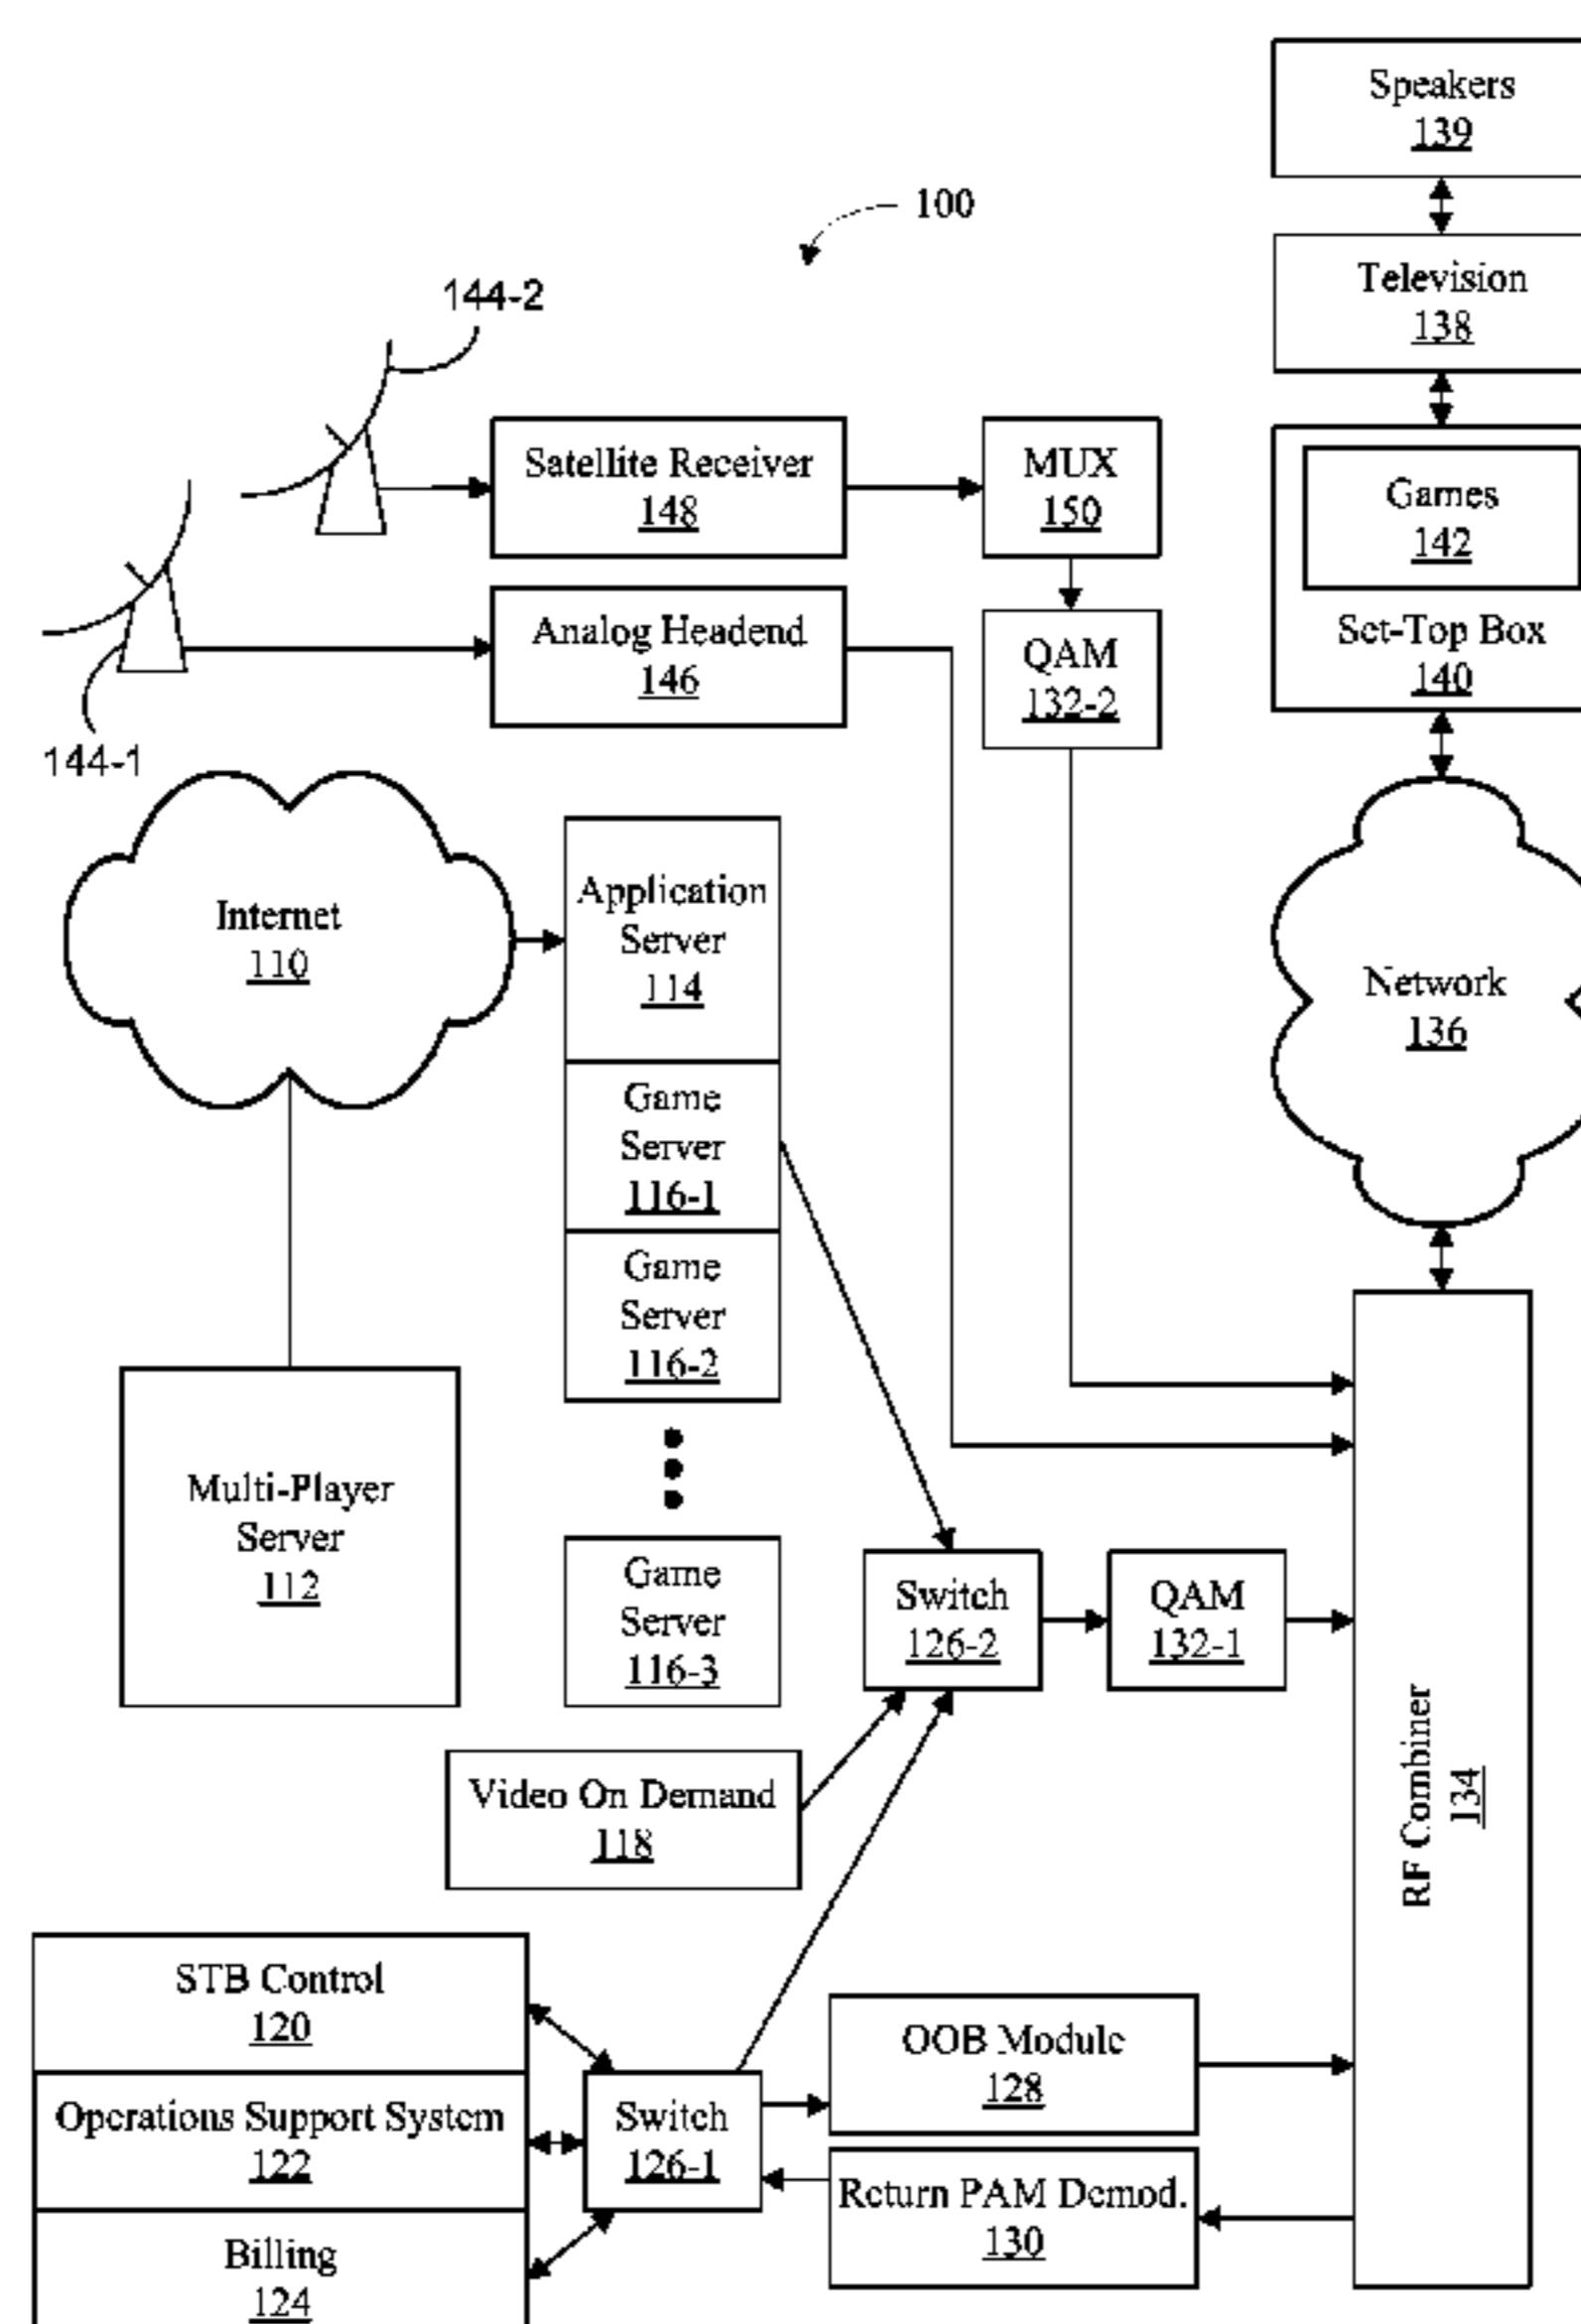 Speakers
139
100
Television
138
144-2
Satellite Receiver
148
MUX
150
Games
142
Set-Top Box
140
Analog Headend
146
QAM
132-2
144-1
Internet
110
Application
Server
114
Network
136
Game
Server
116-1
Game
Server
116-2
Multi-Player
Server
112
Game
Server
116-3
Switch
126-2
QAM
132-1
RF Combiner
134
Video On Demand
118
STB Control
120
OOB Module
128
Operations Support System
122
Switch
126-1
Return PAM Demod.
130
Billing
124